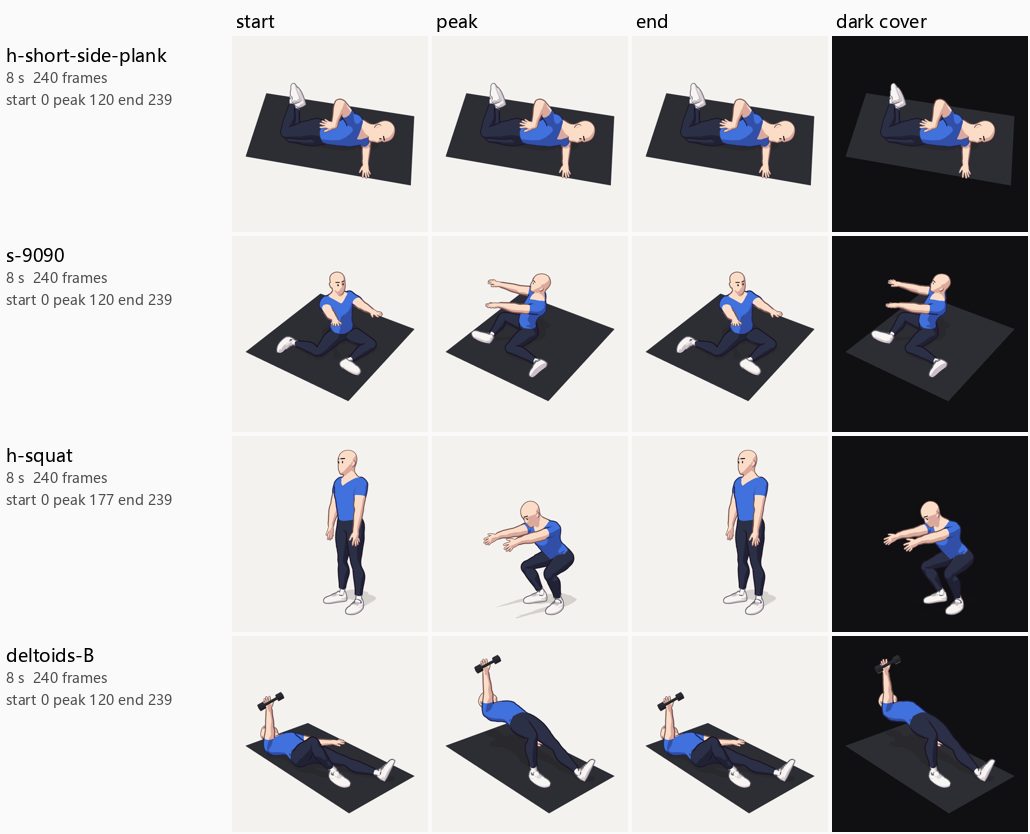 start peak end dark cover
h-short-side-plank
8 s 240 frames
start 0 peak 120 end 239
s-9090
8 s 240 frames
start 0 peak 120 end 239
h-squat
8 s 240 frames
start 0 peak 177 end 239
deltoids-B
8 s 240 frames
start 0 peak 120 end 239